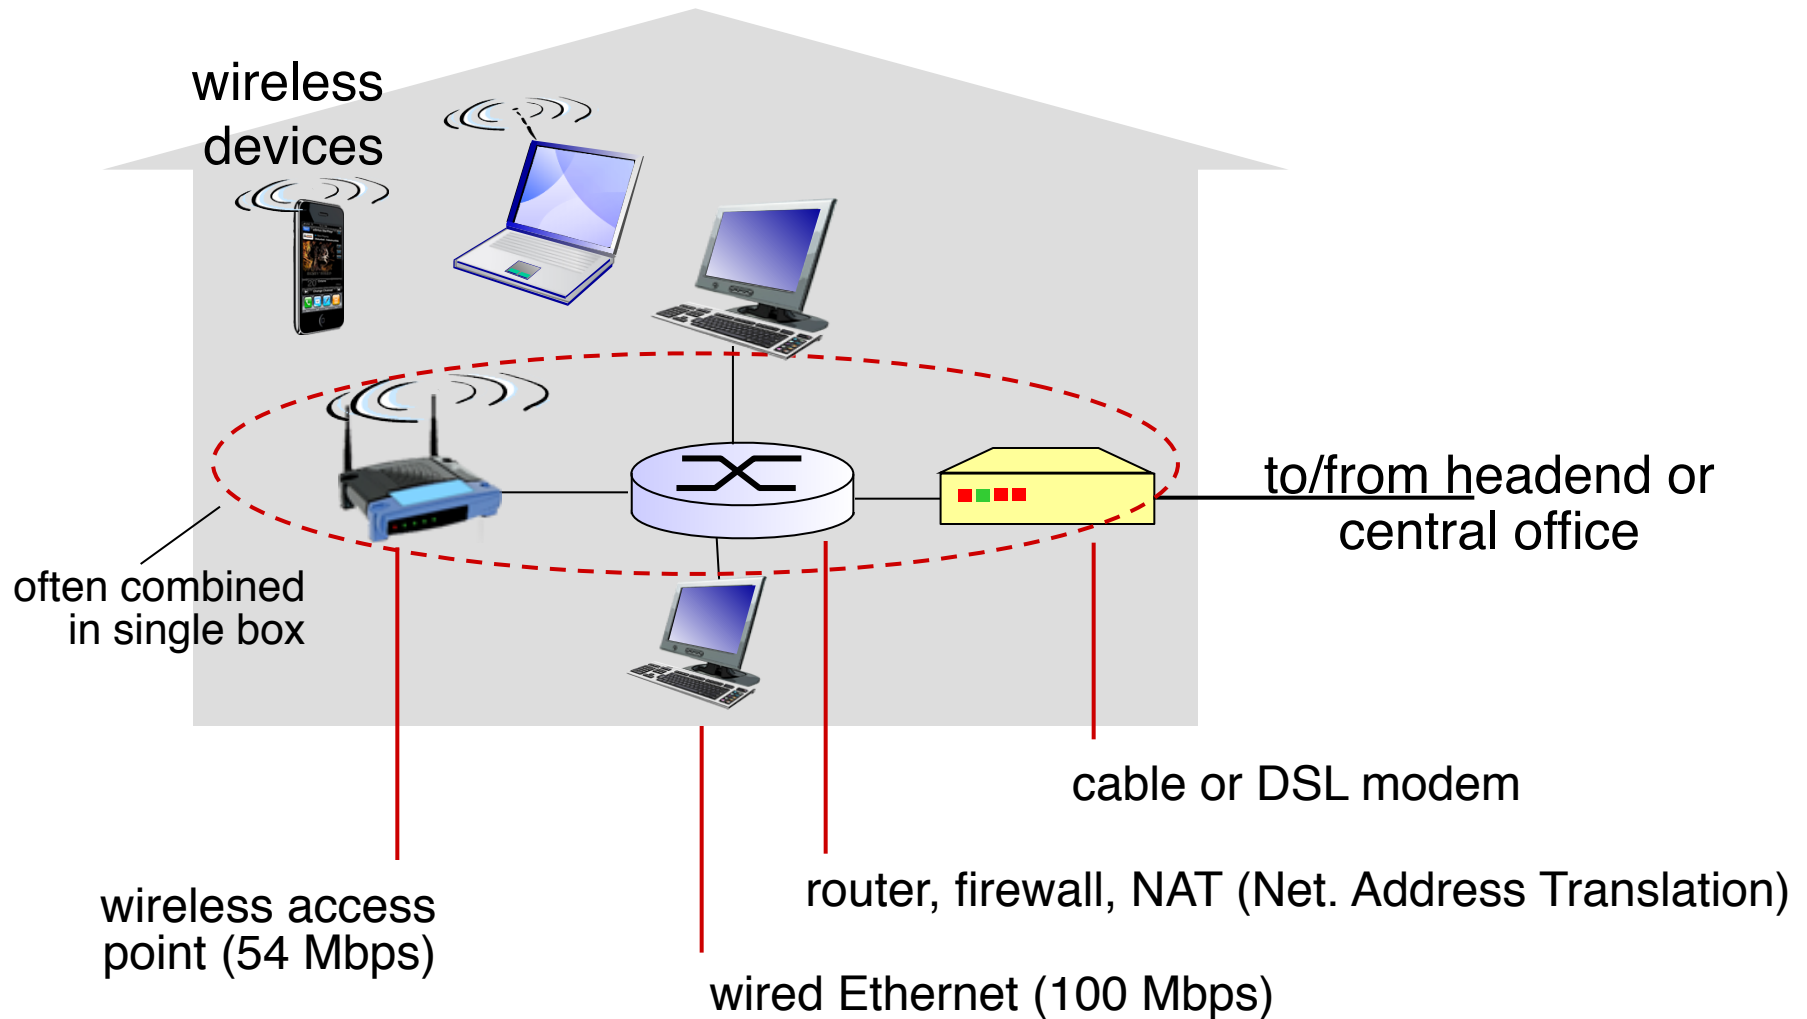 wireless
devices
to/from headend or
central office
often combined
in single box
cable or DSL modem
router, firewall, NAT (Net. Address Translation)
wireless access
point (54 Mbps)
wired Ethernet (100 Mbps)